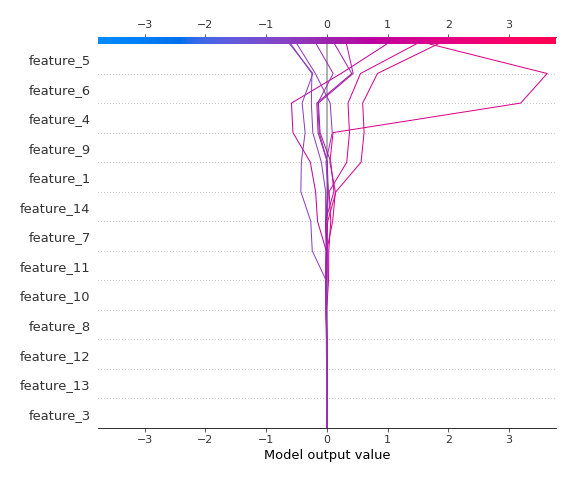 −3 −2 −1 0 1 2 3
feature_5
feature_6
feature_4
feature_9
feature_1
feature_14
feature_7
feature_11
feature_10
feature_8
feature_12
feature_13
feature_3
−3 −2 −1 0 1 2 3
Model output value